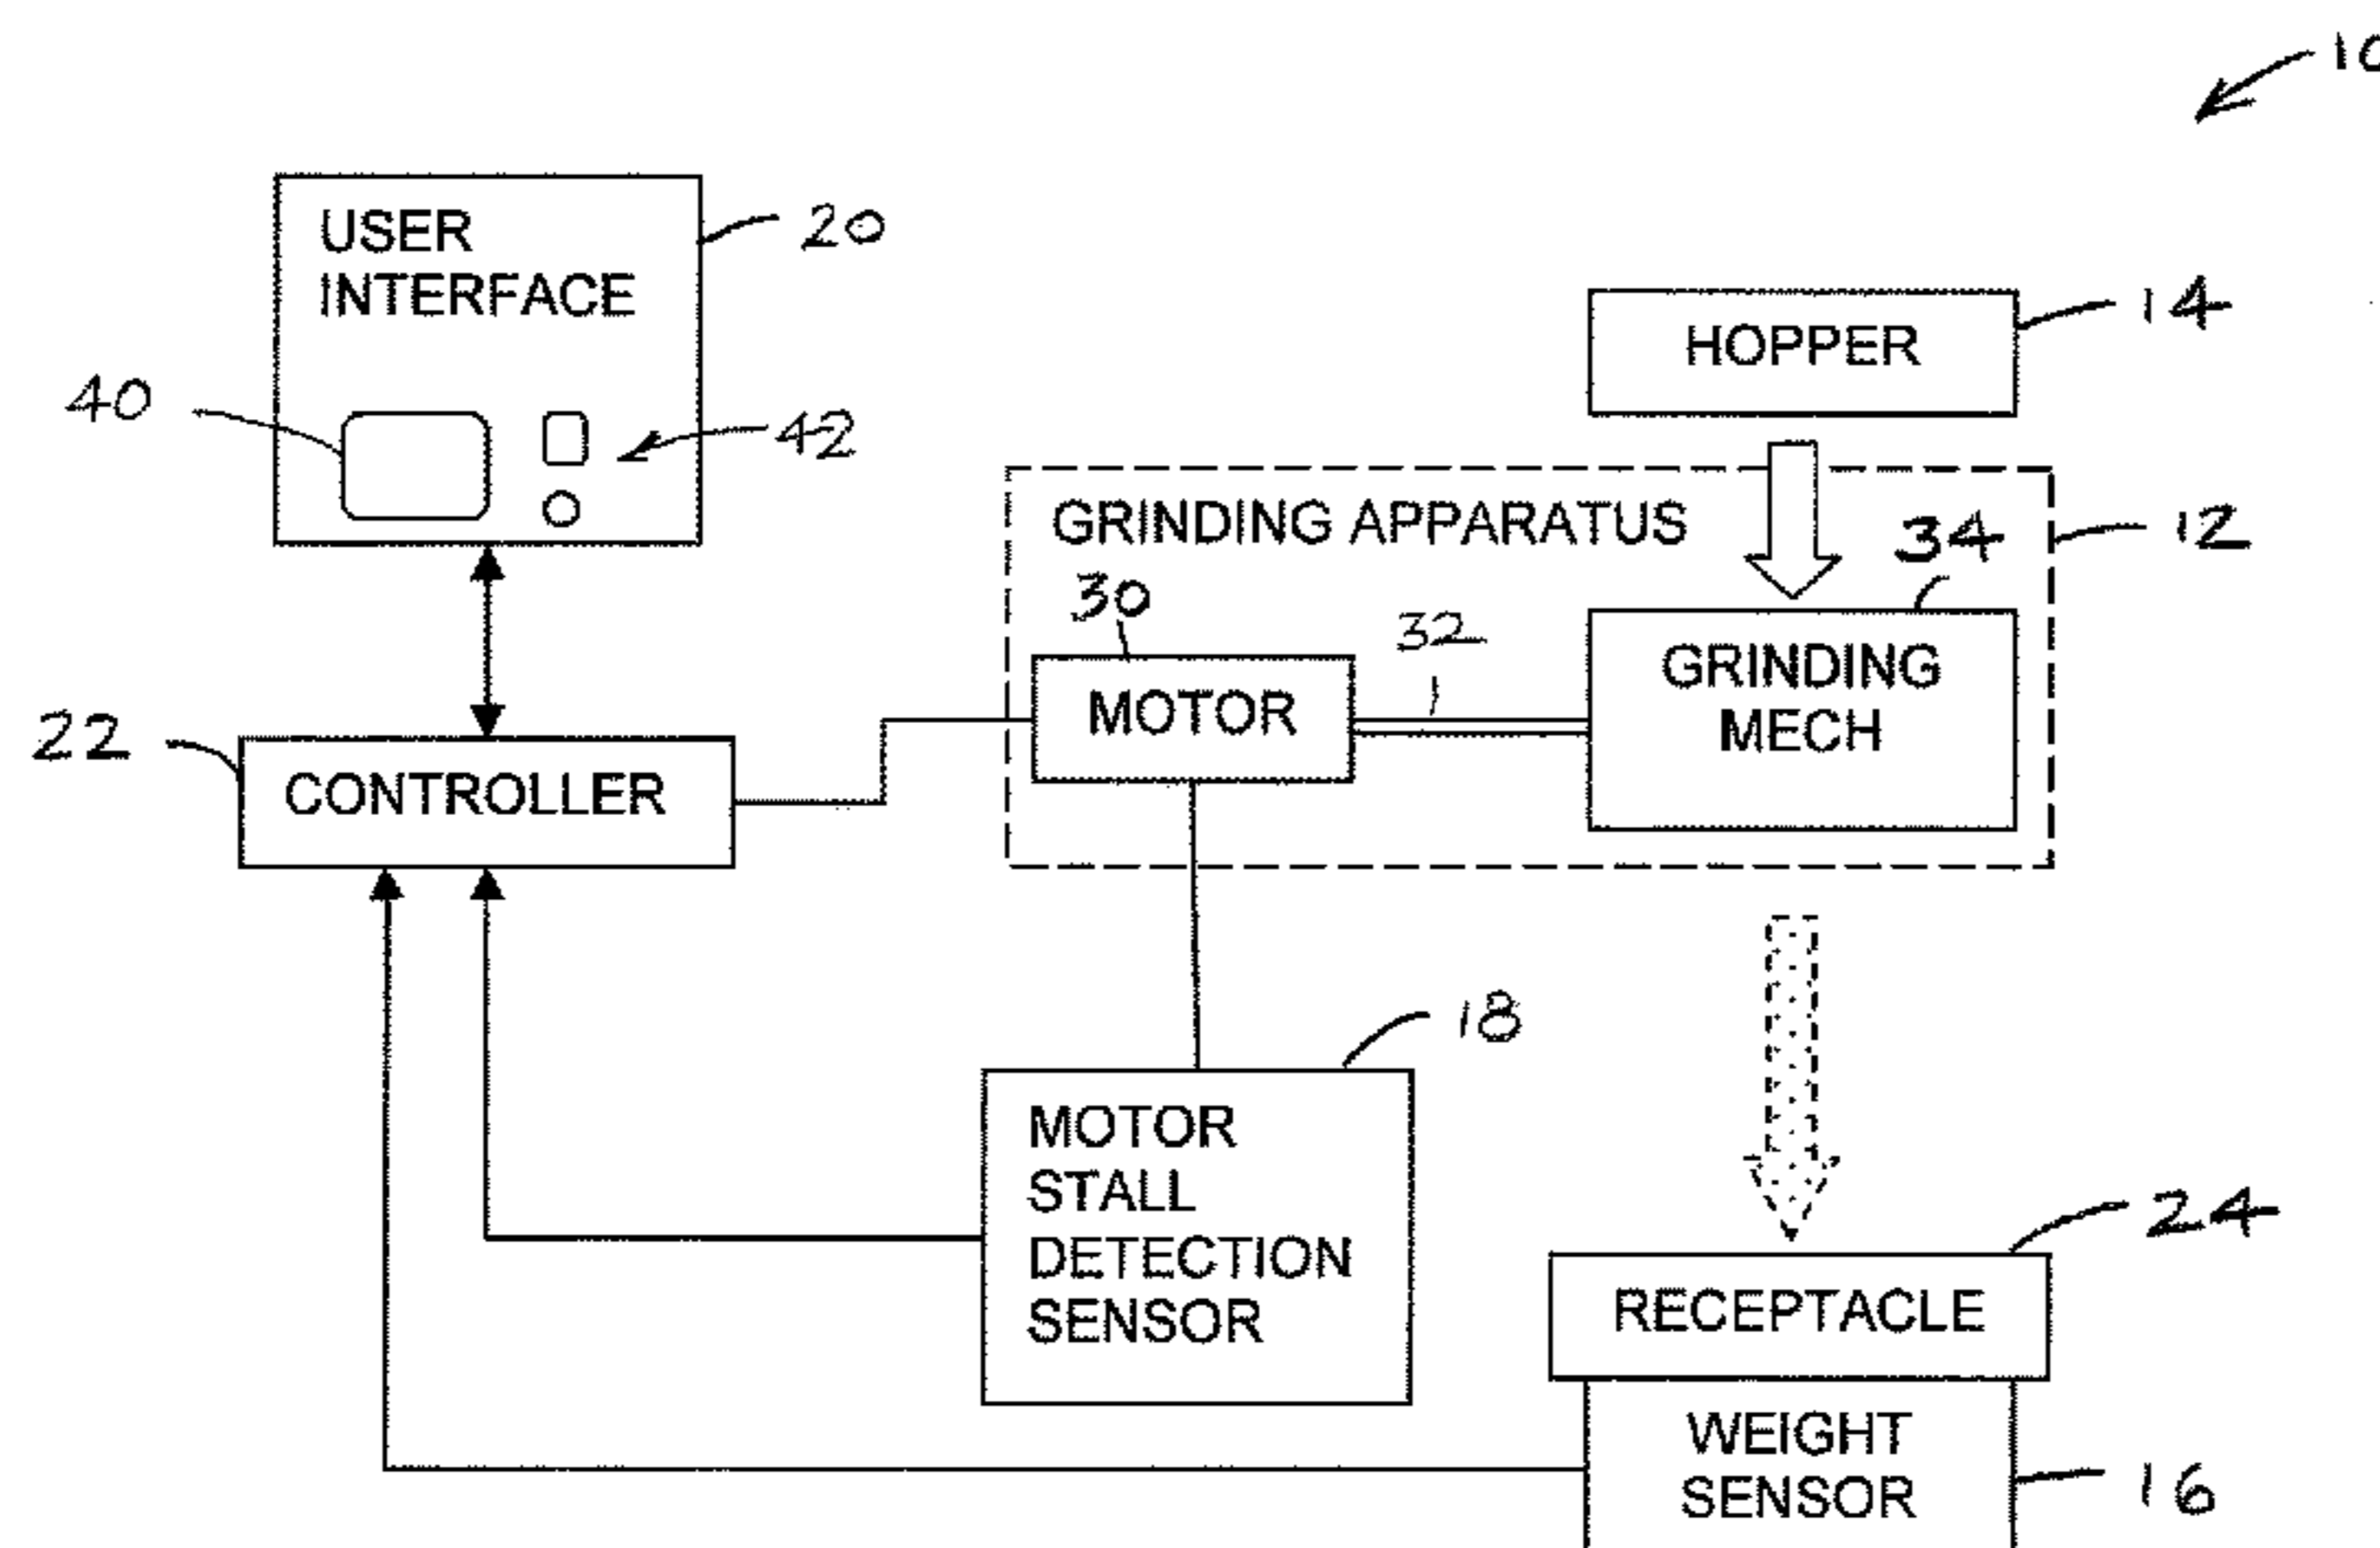 10
USER
INTERFACE
20
40
42
HOPPER
14
GRINDING APPARATUS
12
30
32
34
MOTOR
GRINDING
MECH
22
CONTROLLER
18
MOTOR
STALL
DETECTION
SENSOR
24
RECEPTACLE
WEIGHT
SENSOR
16